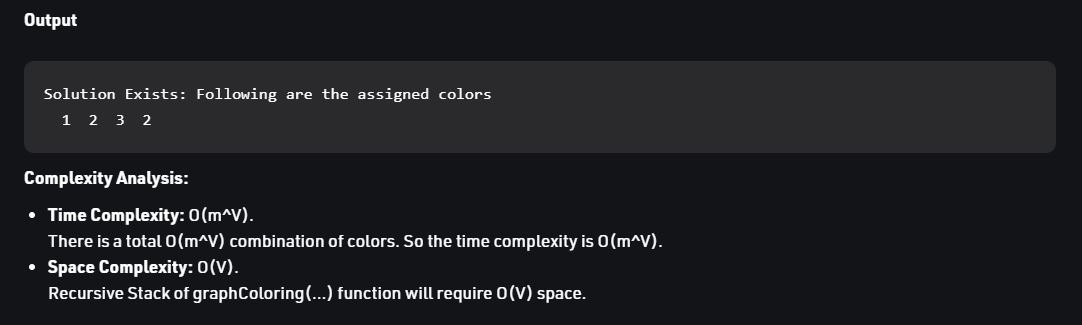 Output
Solution Exists: Following are the assigned colors
1 2 3 2
Complexity Analysis:
• Time Complexity: O(m^V).
There is a total O(m^V) combination of colors. So the time complexity is O(m^V).
• Space Complexity: O(V).
Recursive Stack of graphColoring(...) function will require O(V) space.